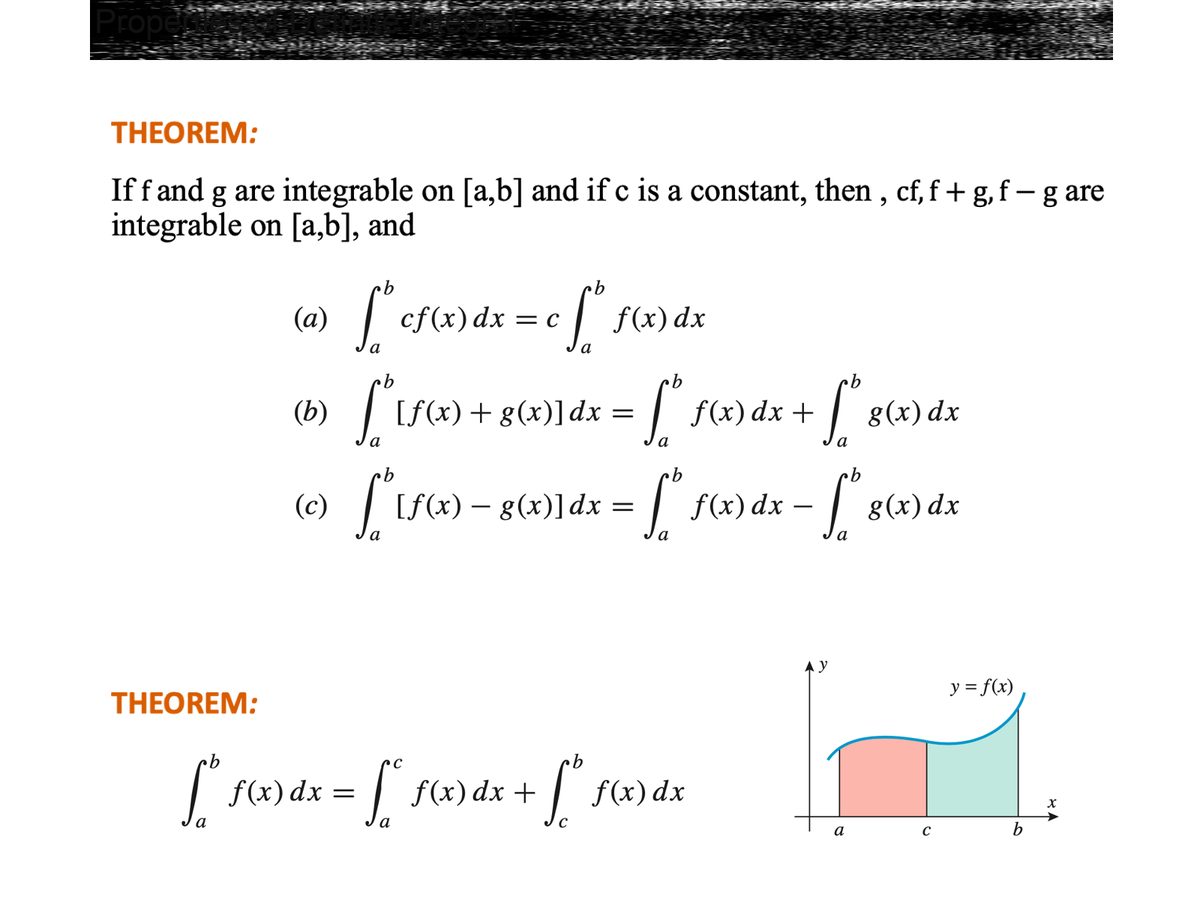 THEOREM:
If f and g are integrable on [a,b] and if c is a constant, then , cf, f + g, f – g are
integrable on [a,b], and
(a) ∫_a^b cf(x) dx = c ∫_a^b f(x) dx
(b) ∫_a^b [f(x) + g(x)] dx = ∫_a^b f(x) dx + ∫_a^b g(x) dx
(c) ∫_a^b [f(x) – g(x)] dx = ∫_a^b f(x) dx – ∫_a^b g(x) dx
THEOREM:
∫_a^b f(x) dx = ∫_a^c f(x) dx + ∫_c^b f(x) dx
y
y = f(x)
x
a c b